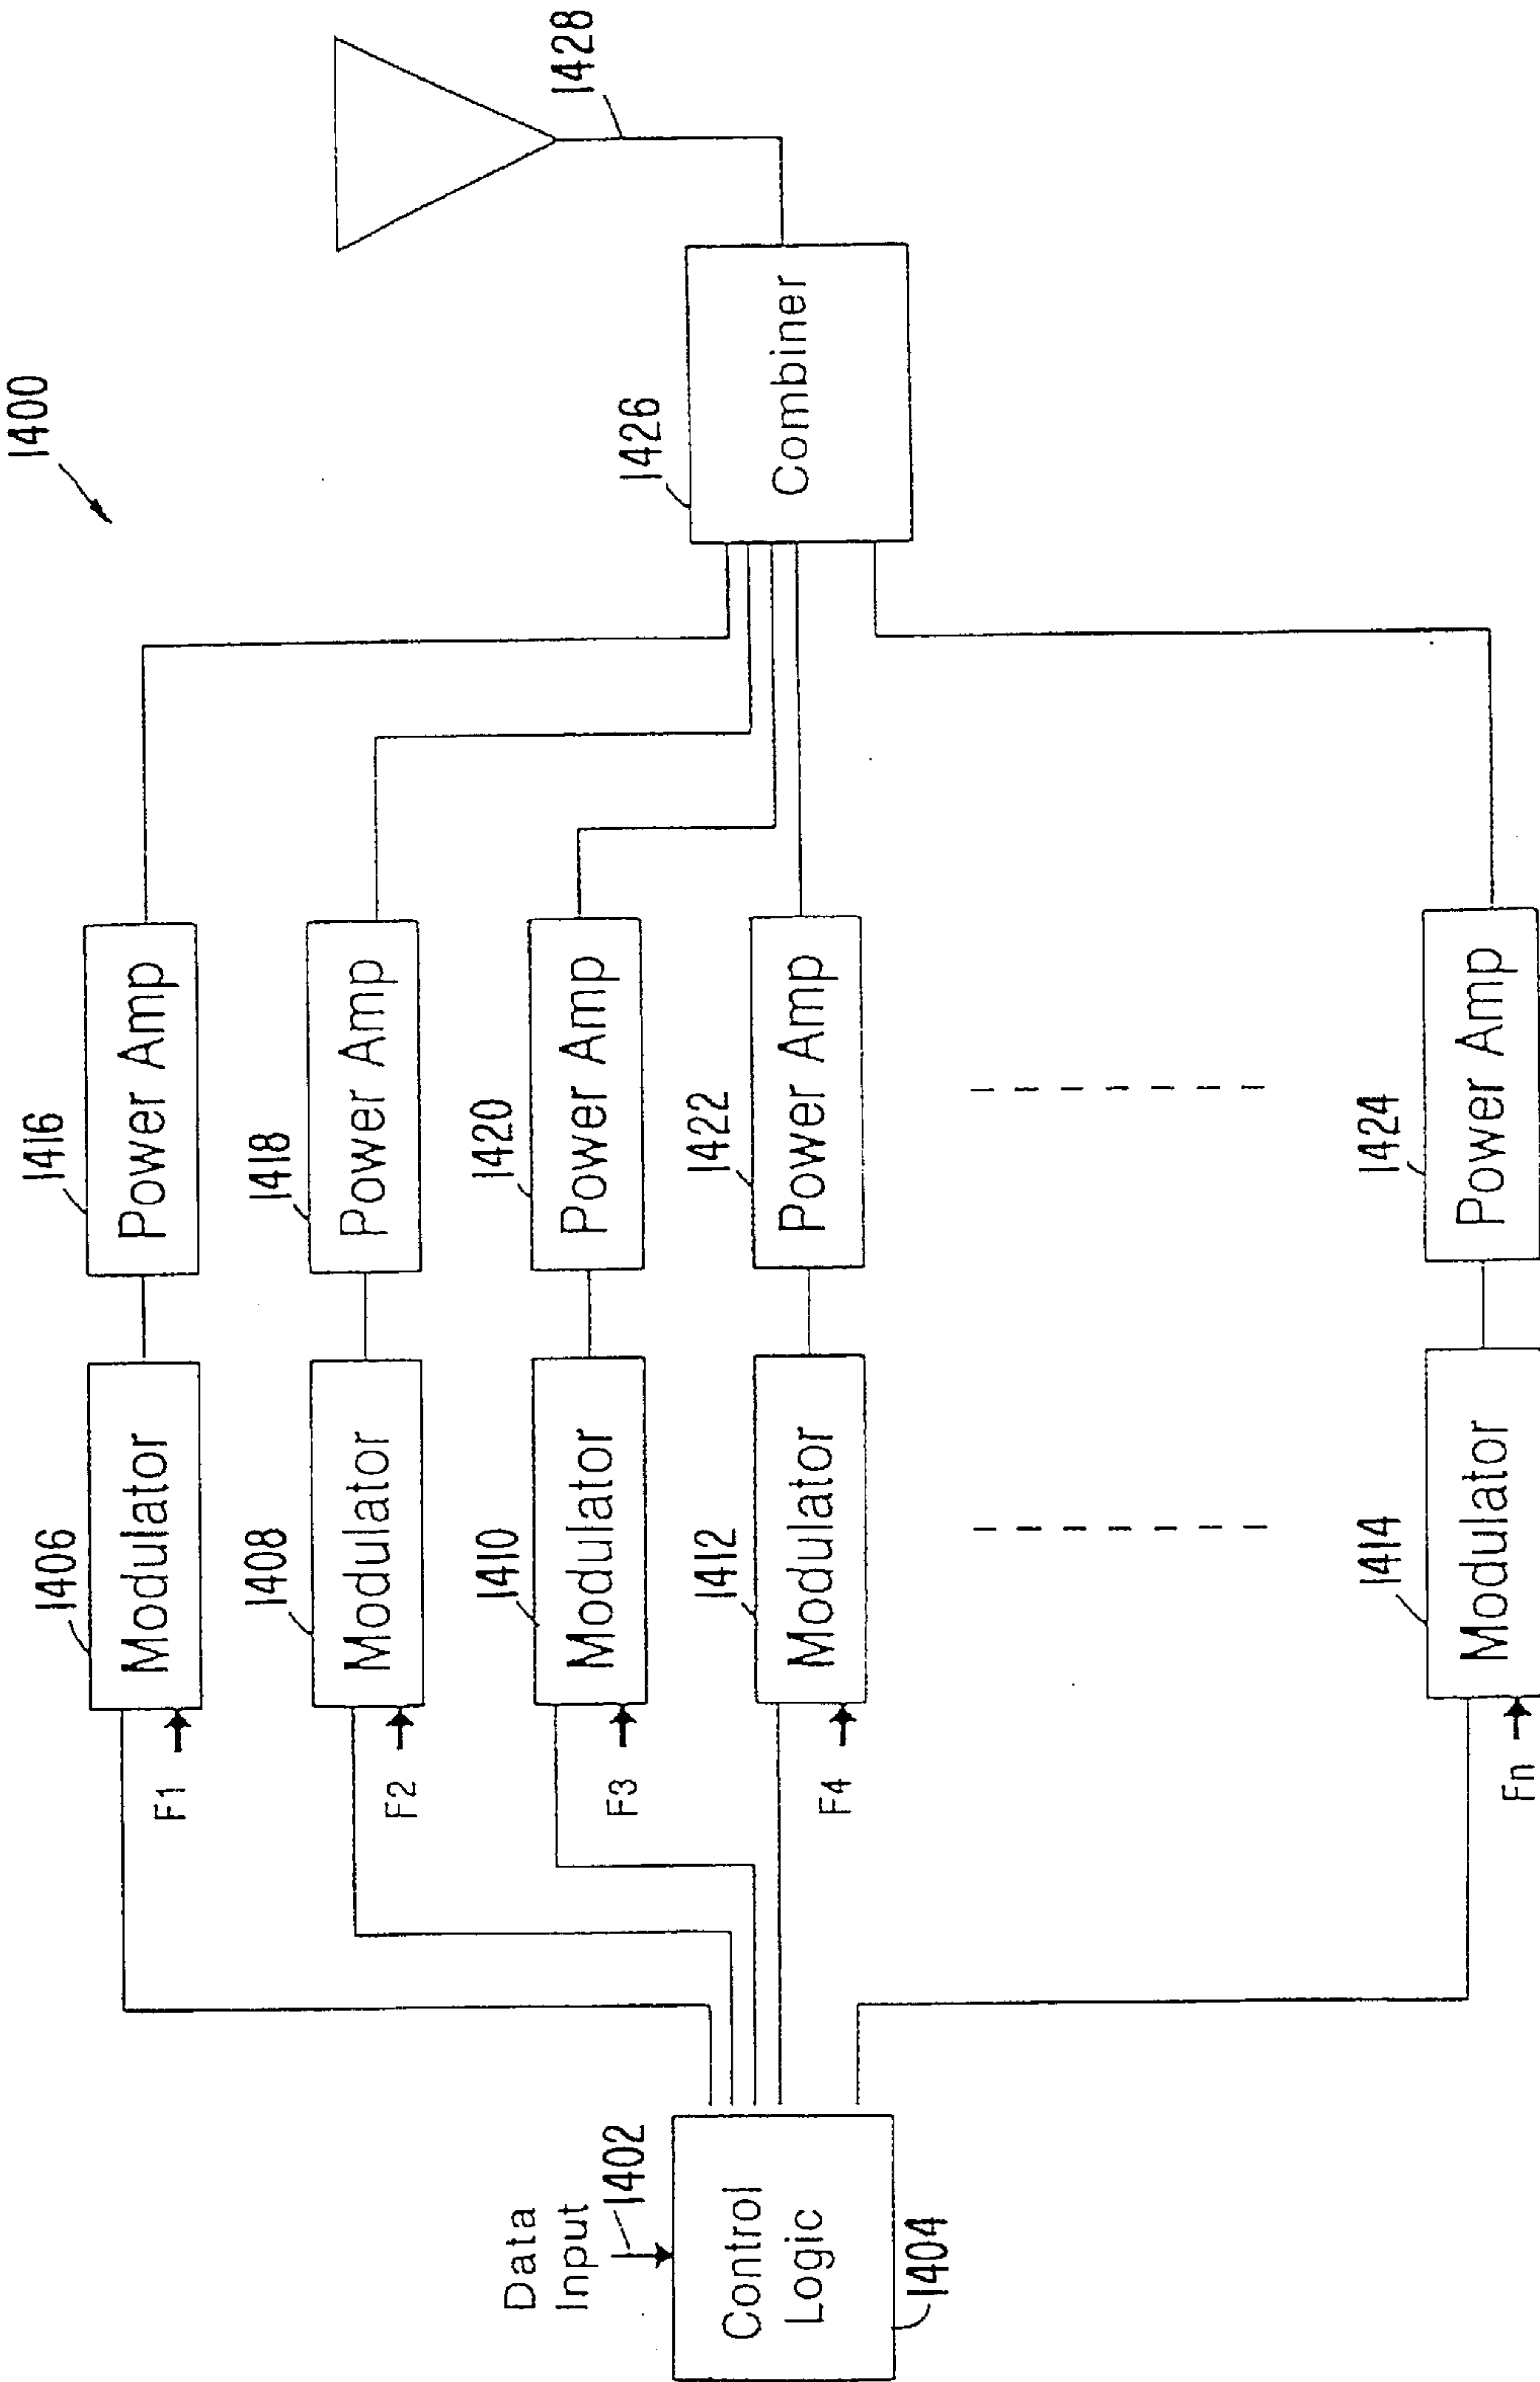 1400
Data
Input
1402
Control
Logic
1404
1406
Modulator
F1
1416
Power Amp
1408
Modulator
F2
1418
Power Amp
1410
Modulator
F3
1420
Power Amp
1412
Modulator
F4
1422
Power Amp
1414
Modulator
Fn
1424
Power Amp
1426
Combiner
1428